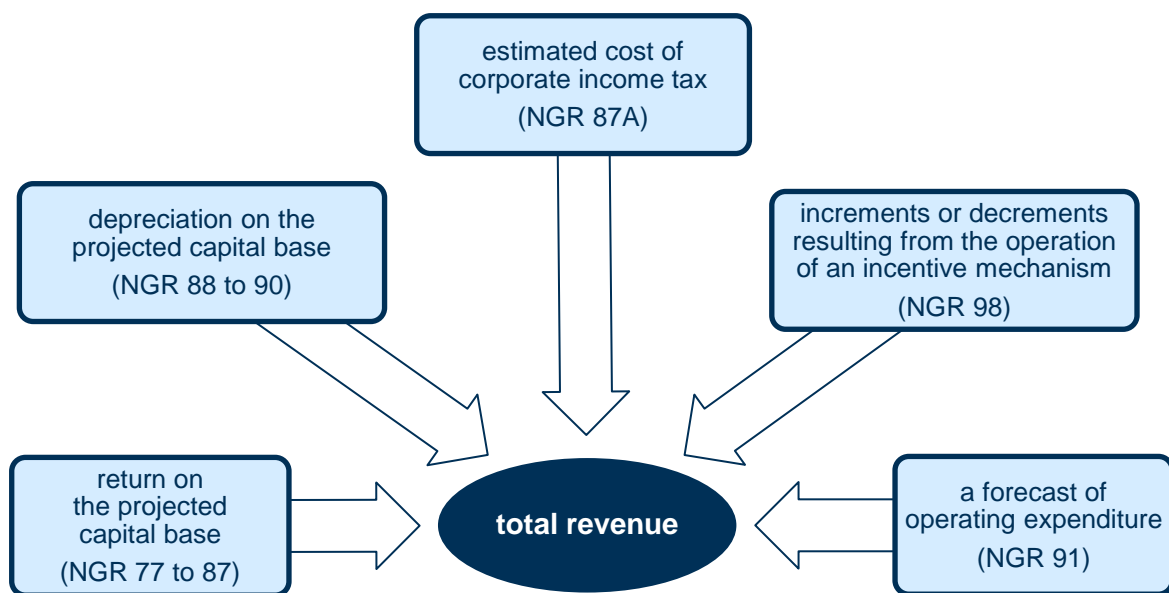 estimated cost of
corporate income tax
(NGR 87A)
depreciation on the
projected capital base
(NGR 88 to 90)
increments or decrements
resulting from the operation
of an incentive mechanism
(NGR 98)
return on
the projected
capital base
(NGR 77 to 87)
total revenue
a forecast of
operating expenditure
(NGR 91)